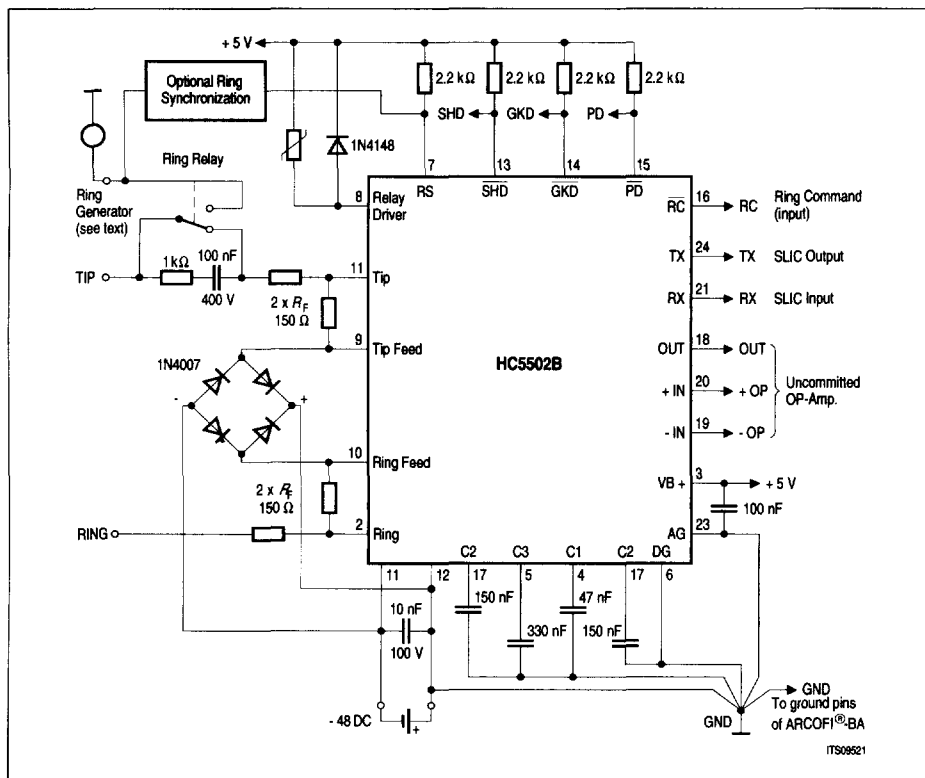 + 5 V
Optional Ring
Synchronization
2.2 kΩ
2.2 kΩ
2.2 kΩ
2.2 kΩ
SHD
GKD
PD
1N4148
Ring Relay
7
13
14
15
RS
SHD
GKD
PD
Ring
Generator
(see text)
8
Relay
Driver
RC
16
RC
Ring Command
(input)
TX
24
TX
SLIC Output
TIP
1 kΩ
100 nF
400 V
11
Tip
RX
21
RX
SLIC Input
2 x RF
150 Ω
9
Tip Feed
HC5502B
OUT
18
OUT
1N4007
+ IN
20
+ OP
Uncommitted
OP-Amp.
-
+
- IN
19
- OP
10
Ring Feed
VB +
3
+ 5 V
2 x RF
150 Ω
100 nF
RING
2
Ring
AG
23
C2
C3
C1
C2
DG
11
12
17
5
4
17
6
10 nF
100 V
150 nF
330 nF
47 nF
150 nF
- 48 DC
+
GND
GND
To ground pins
of ARCOFI®-BA
ITS09521